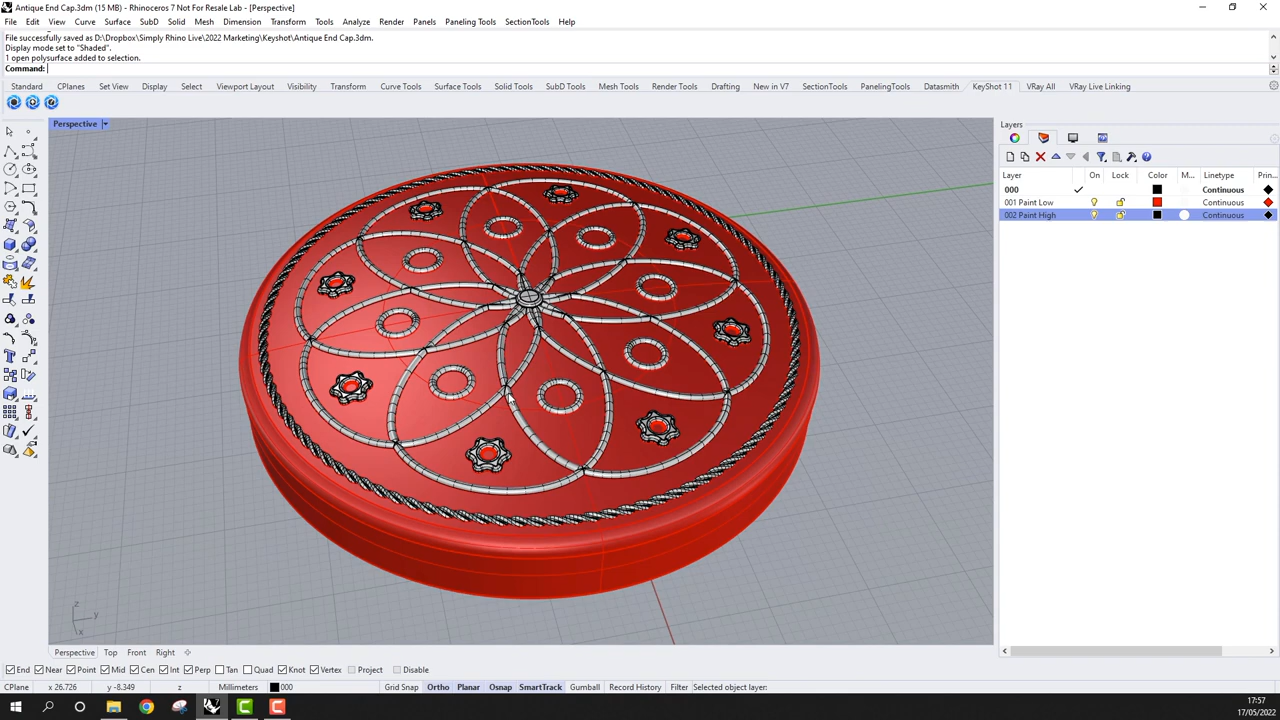 Antique End Cap.3dm (15 MB) - Rhinoceros 7 Not For Resale Lab - [Perspective]
File Edit View Curve Surface SubD Solid Mesh Dimension Transform Tools Analyze Render Panels Paneling Tools SectionTools Help
File successfully saved as D:\Dropbox\Simply Rhino Live\2022 Marketing\Keyshot\Antique End Cap.3dm.
Display mode set to "Shaded".
1 open polysurface added to selection.
Command:
Standard CPlanes Set View Display Select Viewport Layout Visibility Transform Curve Tools Surface Tools Solid Tools SubD Tools Mesh Tools Render Tools Drafting New in V7 SectionTools PanelingTools Datasmith KeyShot 11 VRay All VRay Live Linking
Perspective
Layers
Layer On Lock Color M... Linetype Prin...
000 Continuous
001 Paint Low Continuous
002 Paint High Continuous
z
y
x
Perspective Top Front Right
End Near Point Mid Cen Int Perp Tan Quad Knot Vertex Project Disable
CPlane x 26.726 y -8.349 z Millimeters 000 Grid Snap Ortho Planar Osnap SmartTrack Gumball Record History Filter Selected object layer:
17:57
17/05/2022